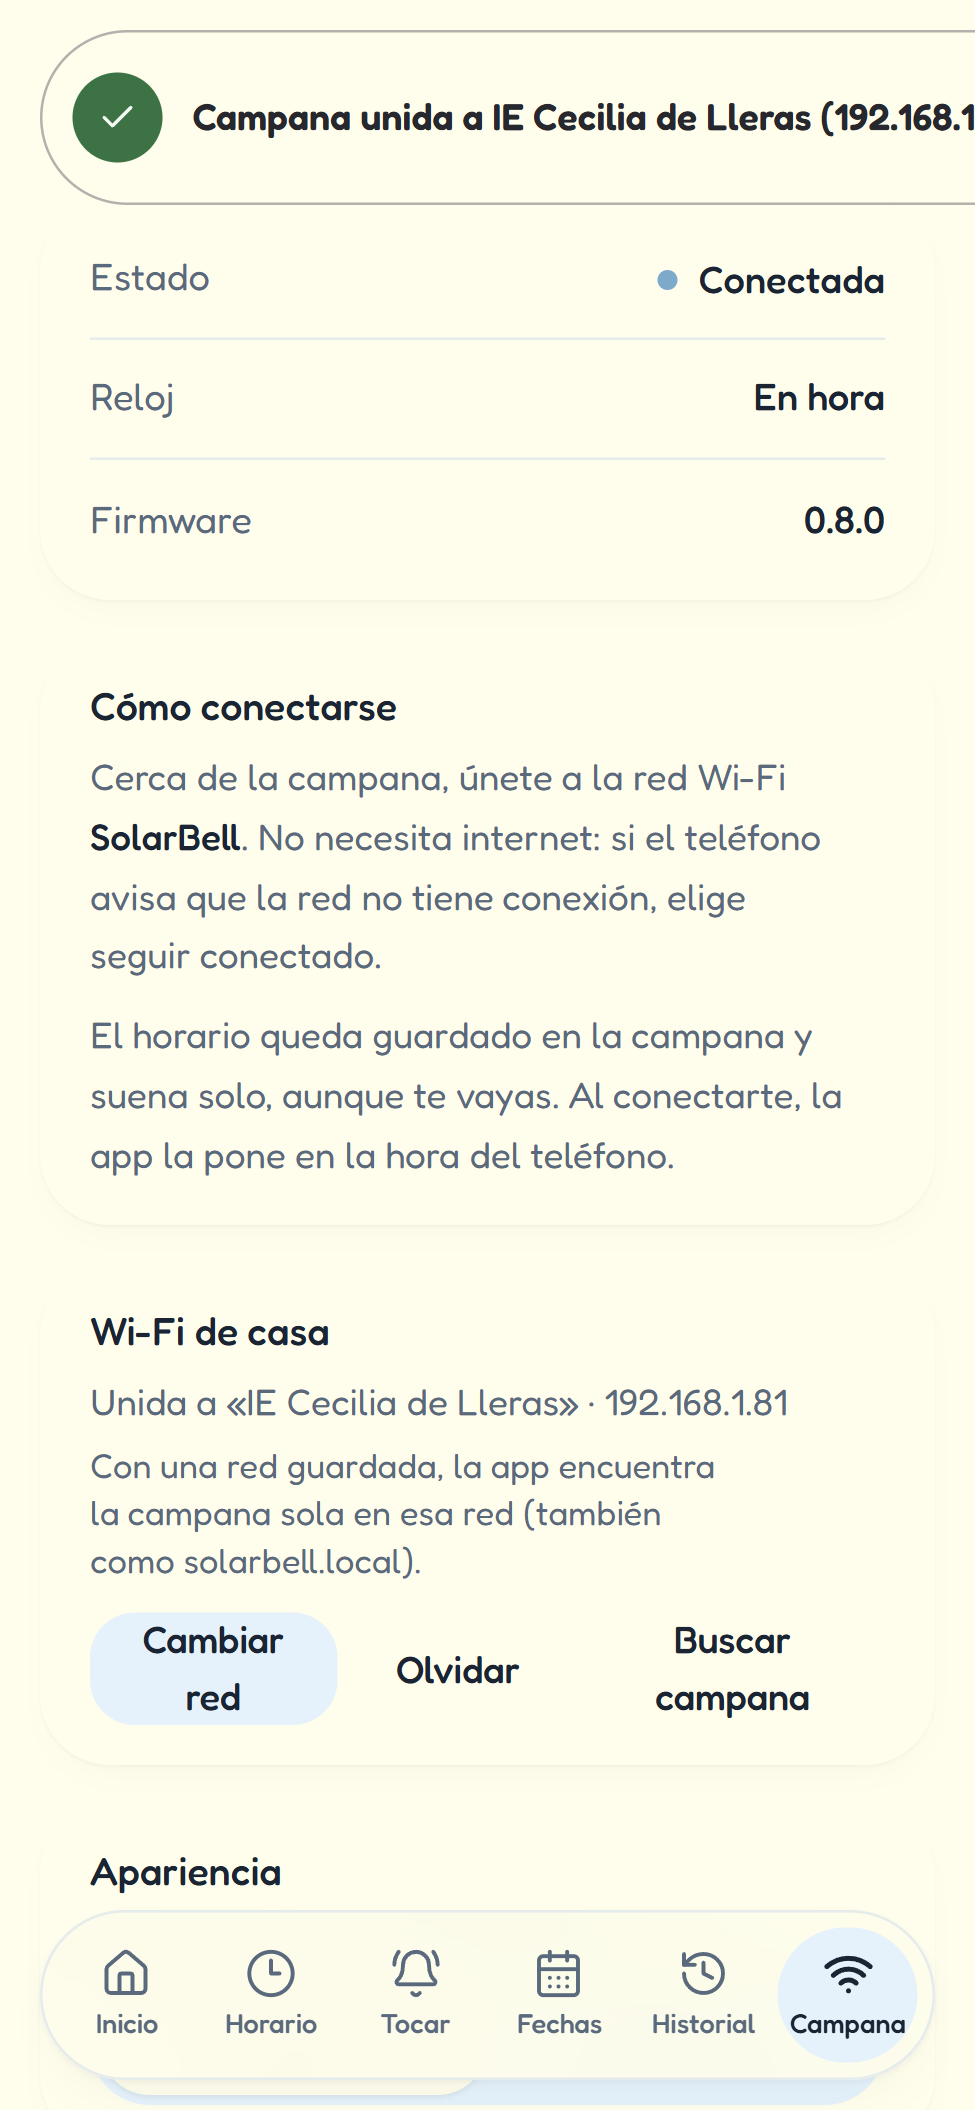 Campana unida a IE Cecilia de Lleras (192.168.1
Estado
Conectada
Reloj
En hora
Firmware
0.8.0
Cómo conectarse
Cerca de la campana, únete a la red Wi-Fi
SolarBell. No necesita internet: si el teléfono
avisa que la red no tiene conexión, elige
seguir conectado.
El horario queda guardado en la campana y
suena solo, aunque te vayas. Al conectarte, la
app la pone en la hora del teléfono.
Wi-Fi de casa
Unida a «IE Cecilia de Lleras» · 192.168.1.81
Con una red guardada, la app encuentra
la campana sola en esa red (también
como solarbell.local).
Cambiar
red
Olvidar
Buscar
campana
Apariencia
Inicio
Horario
Tocar
Fechas
Historial
Campana